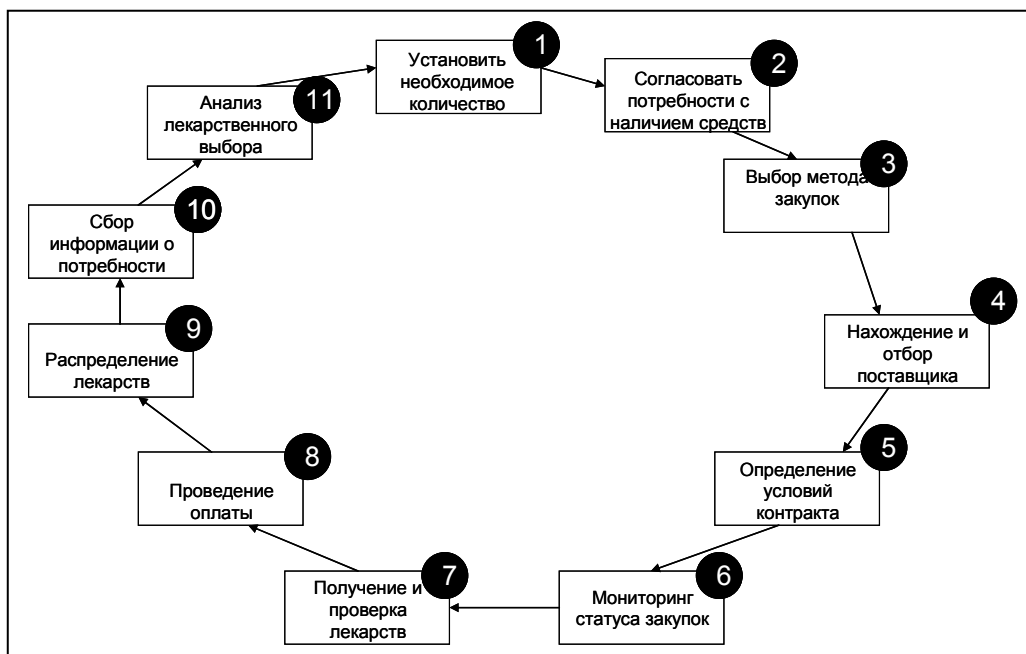 1
Установить
необходимое
количество
2
Согласовать
потребности с
наличием средств
3
Выбор метода
закупок
4
Нахождение и
отбор
поставщика
5
Определение
условий
контракта
6
Мониторинг
статуса закупок
7
Получение и
проверка
лекарств
8
Проведение
оплаты
9
Распределение
лекарств
10
Сбор
информации о
потребности
11
Анализ
лекарственного
выбора